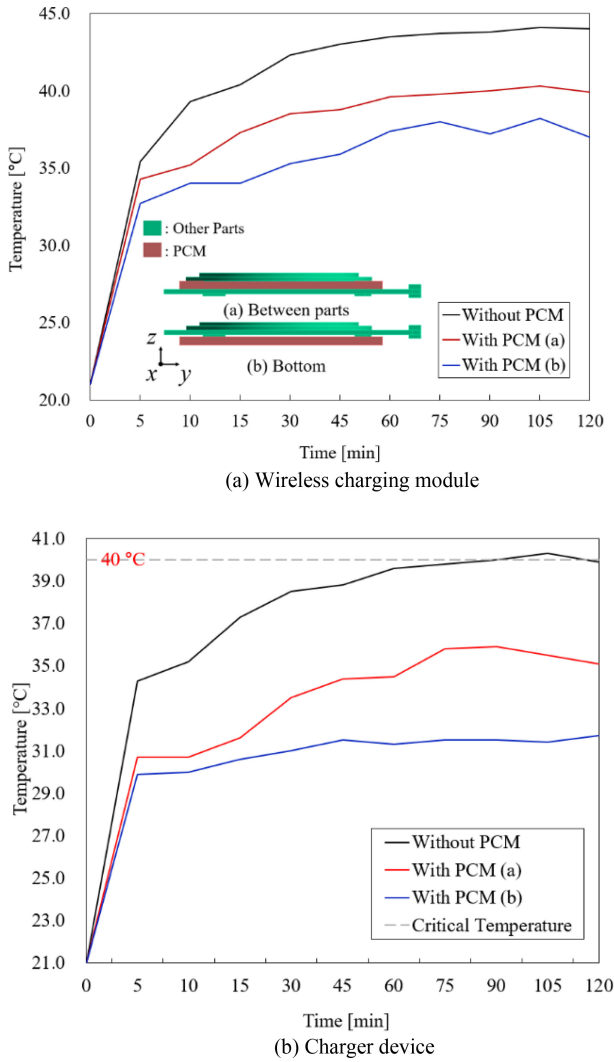 45.0
40.0
35.0
30.0
25.0
20.0
Temperature [°C]
: Other Parts
: PCM
(a) Between parts
(b) Bottom
z
x y
Without PCM
With PCM (a)
With PCM (b)
0 5 10 15 30 45 60 75 90 105 120
Time [min]
(a) Wireless charging module
41.0
39.0
37.0
35.0
33.0
31.0
29.0
27.0
25.0
23.0
21.0
Temperature [°C]
40 °C
Without PCM
With PCM (a)
With PCM (b)
Critical Temperature
0 5 10 15 30 45 60 75 90 105 120
Time [min]
(b) Charger device